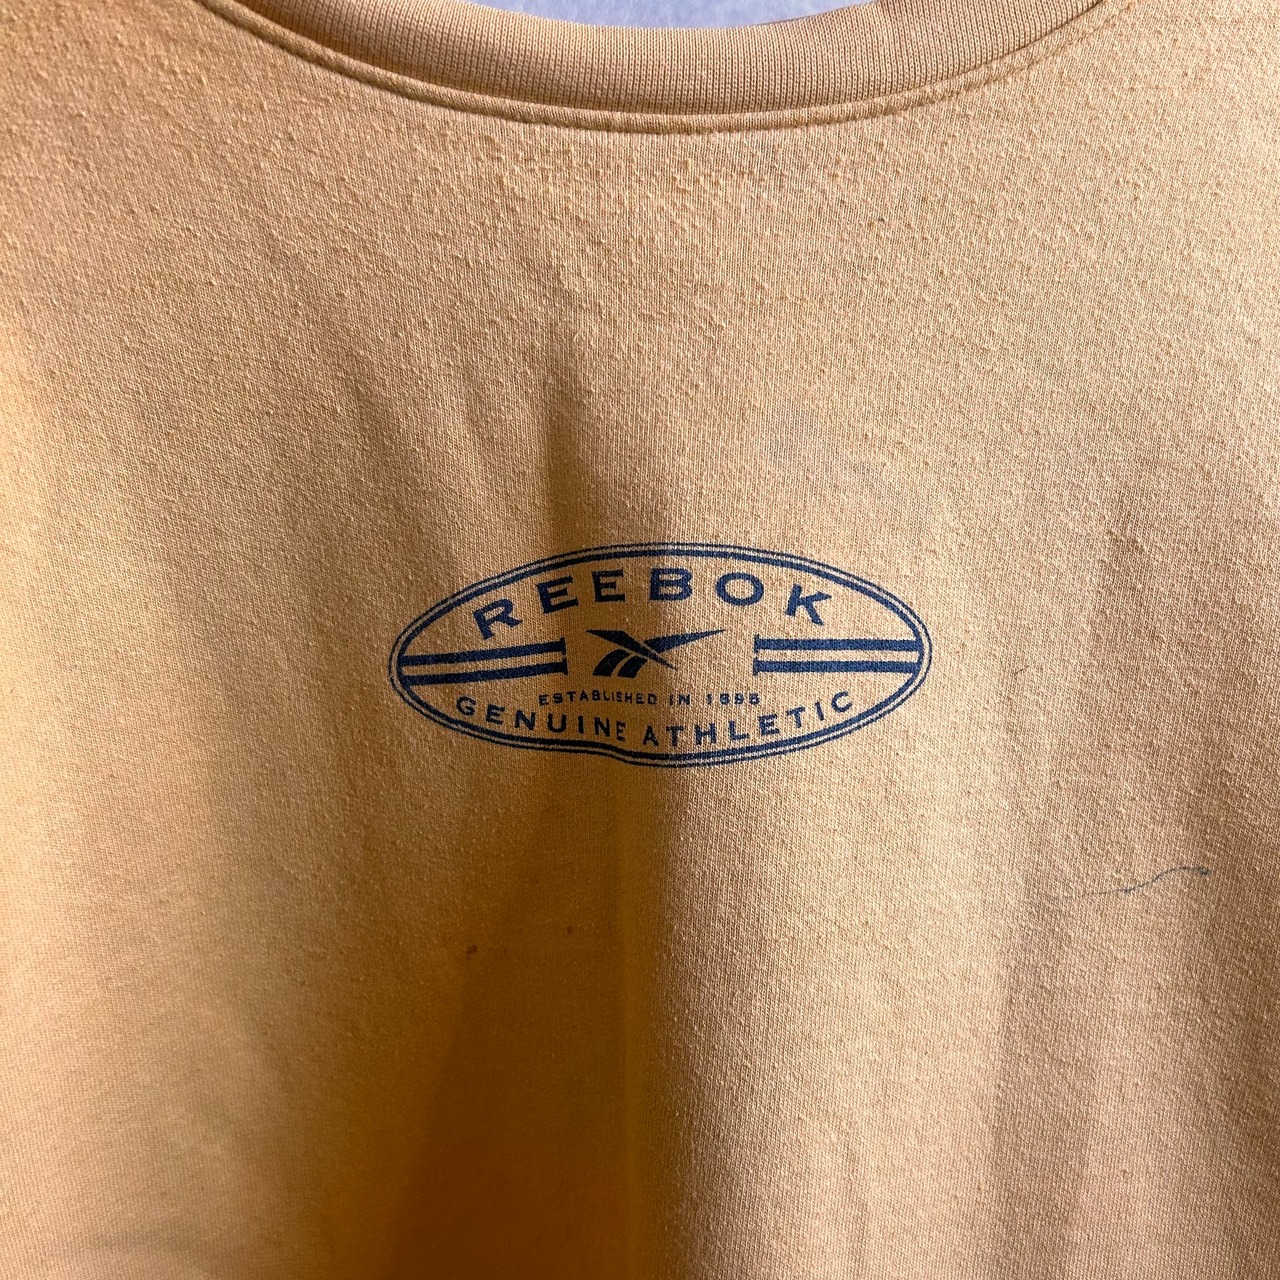 REEBOK
ESTABLISHED IN 1895
GENUINE ATHLETIC